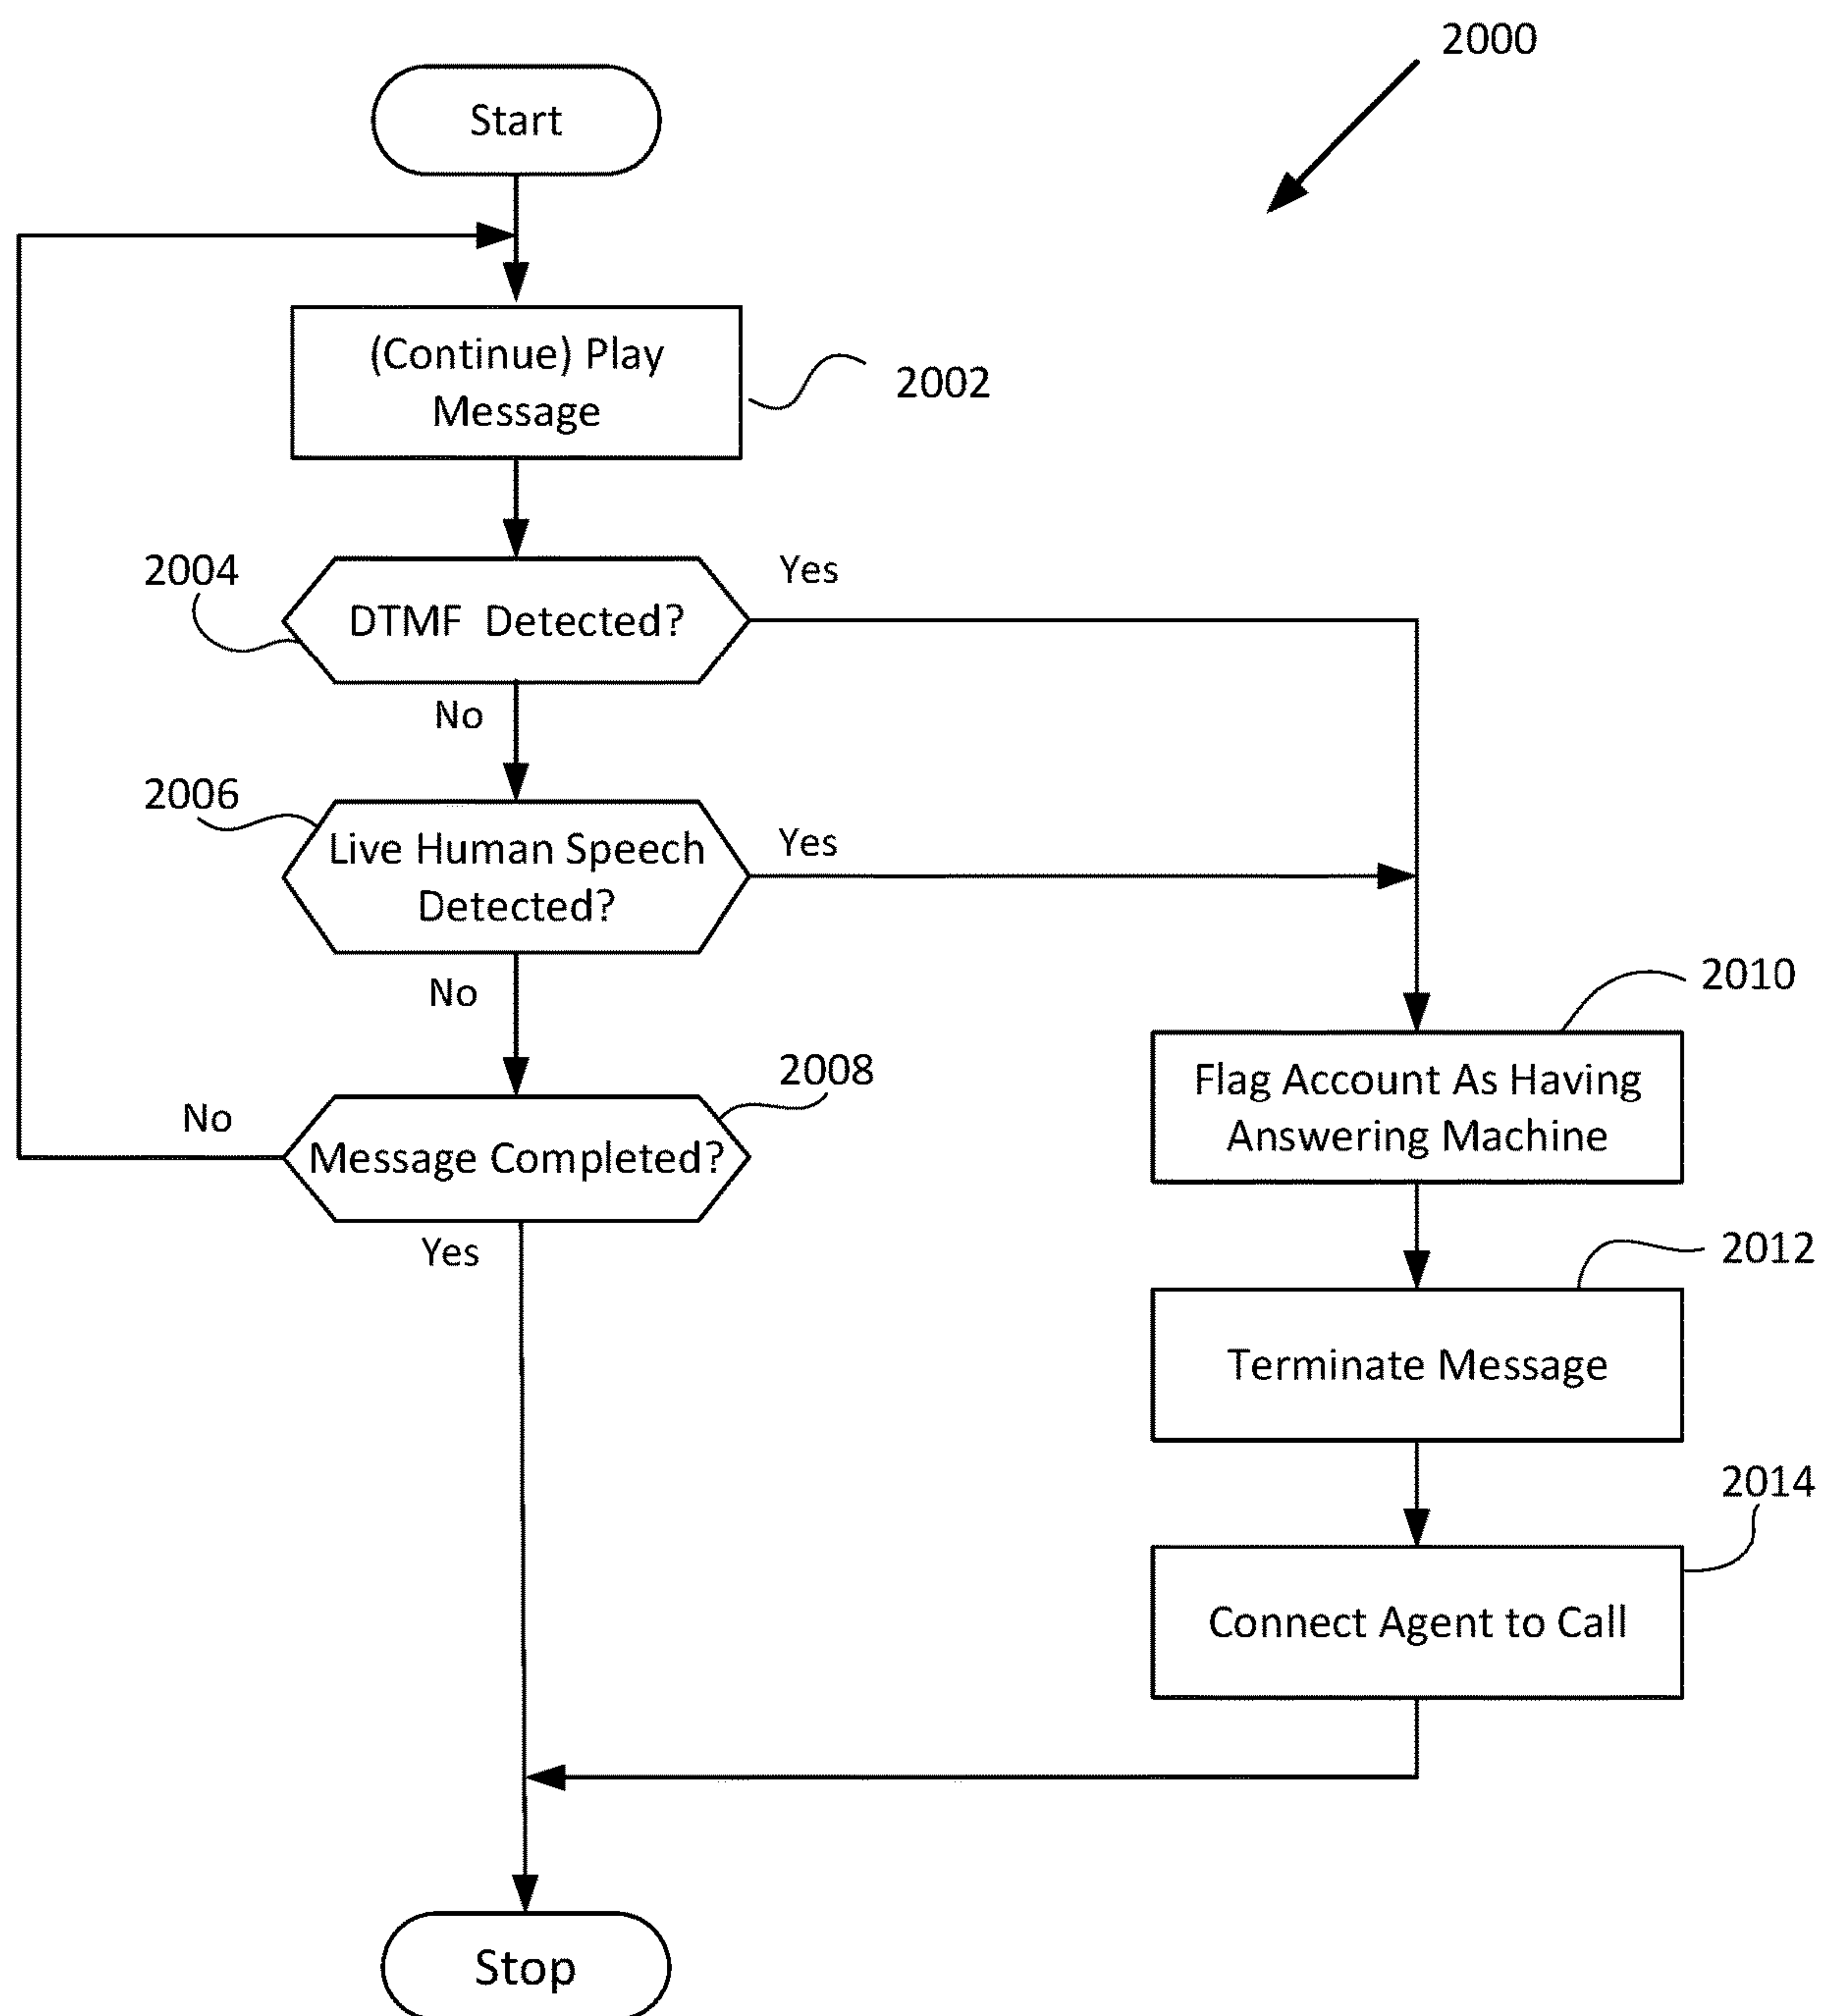 2000
Start
(Continue) Play
Message
2002
2004
DTMF Detected?
Yes
No
2006
Live Human Speech
Detected?
Yes
No
2008
Message Completed?
No
Yes
2010
Flag Account As Having
Answering Machine
2012
Terminate Message
2014
Connect Agent to Call
Stop